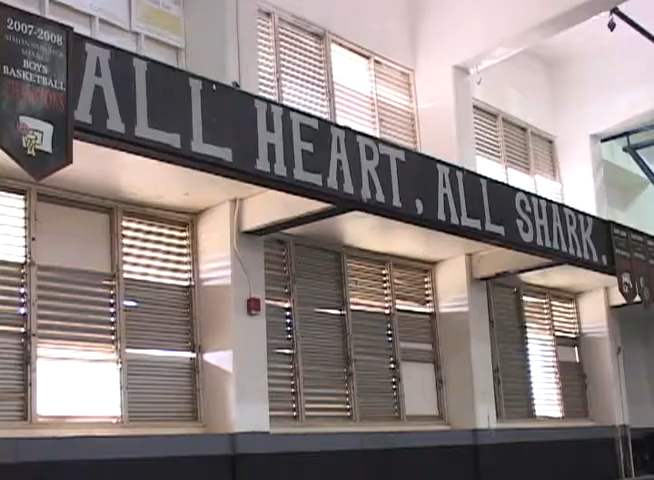 2007-2008
BOYS
BASKETBALL
ALL HEART, ALL SHARK.